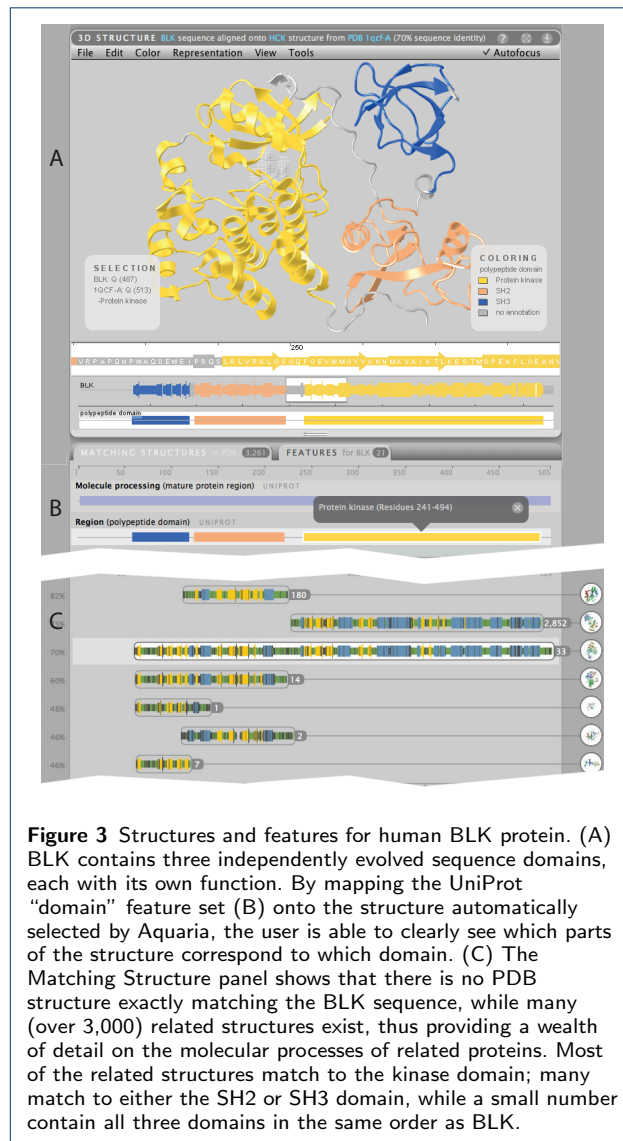 3D STRUCTURE BLK sequence aligned onto HCK structure from PDB 1qcf-A (70% sequence identity)
File Edit Color Representation View Tools ✓ Autofocus
A
SELECTION
BLK: Q (487)
1QCF-A: Q (513)
-Protein kinase
COLORING
polypeptide domain
Protein kinase
SH2
SH3
no annotation
250
BLK
polypeptide domain
MATCHING STRUCTURES in PDB 3,261
FEATURES for BLK 21
1 50 100 150 200 250 300 350 400 450 505
B
Molecule processing (mature protein region) UNIPROT
Protein kinase (Residues 241-494)
Region (polypeptide domain) UNIPROT
C
82% 180
2,852
70% 33
60% 14
48% 1
46% 2
46% 7
Figure 3 Structures and features for human BLK protein. (A)
BLK contains three independently evolved sequence domains,
each with its own function. By mapping the UniProt
“domain” feature set (B) onto the structure automatically
selected by Aquaria, the user is able to clearly see which parts
of the structure correspond to which domain. (C) The
Matching Structure panel shows that there is no PDB
structure exactly matching the BLK sequence, while many
(over 3,000) related structures exist, thus providing a wealth
of detail on the molecular processes of related proteins. Most
of the related structures match to the kinase domain; many
match to either the SH2 or SH3 domain, while a small number
contain all three domains in the same order as BLK.